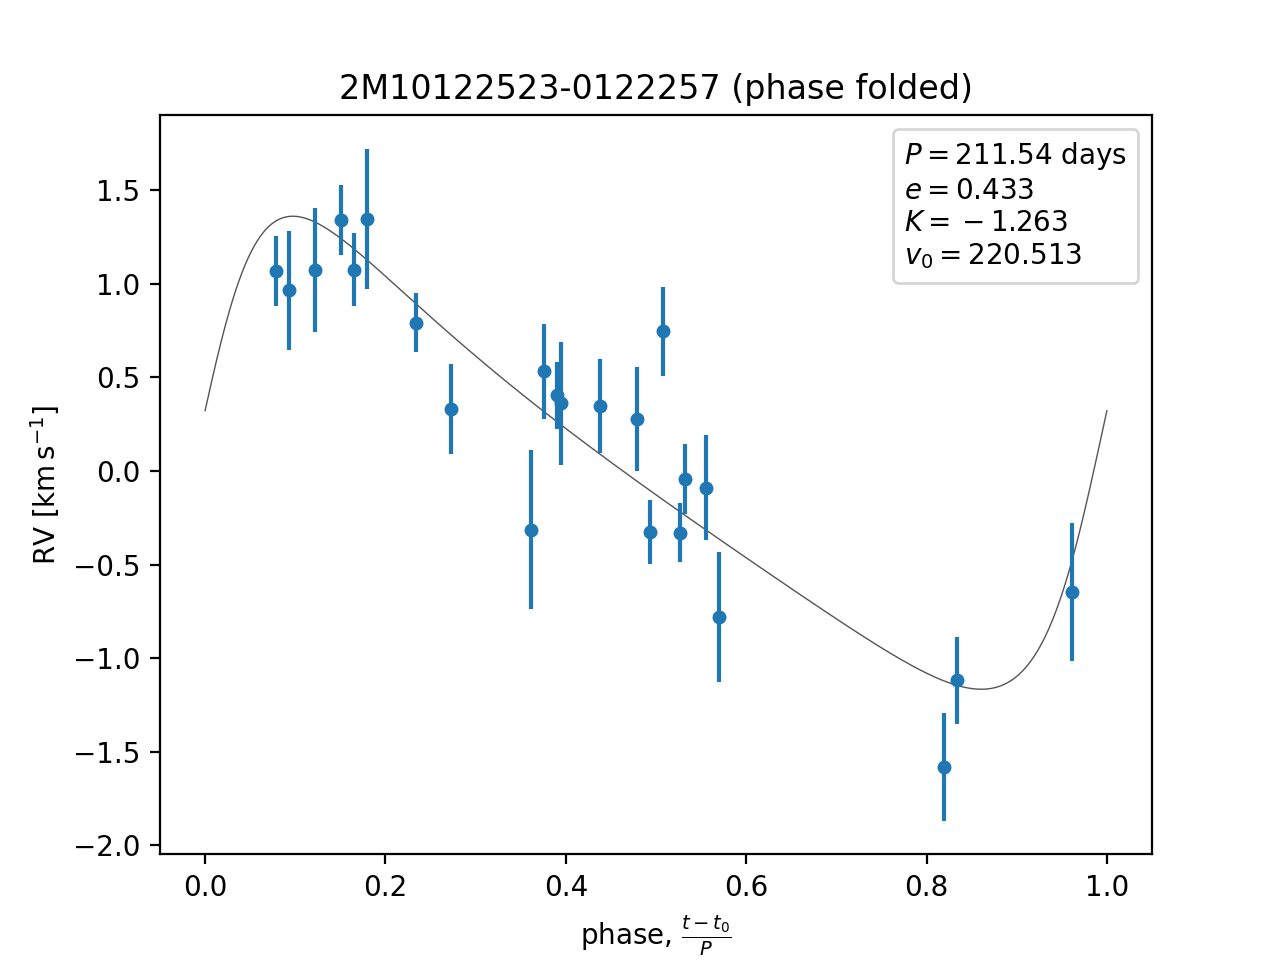 2M10122523-0122257 (phase folded)
P = 211.54 days
e = 0.433
K = −1.263
v₀ = 220.513
RV [km s⁻¹]
1.5
1.0
0.5
0.0
−0.5
−1.0
−1.5
−2.0
0.0 0.2 0.4 0.6 0.8 1.0
phase, (t − t₀)/P